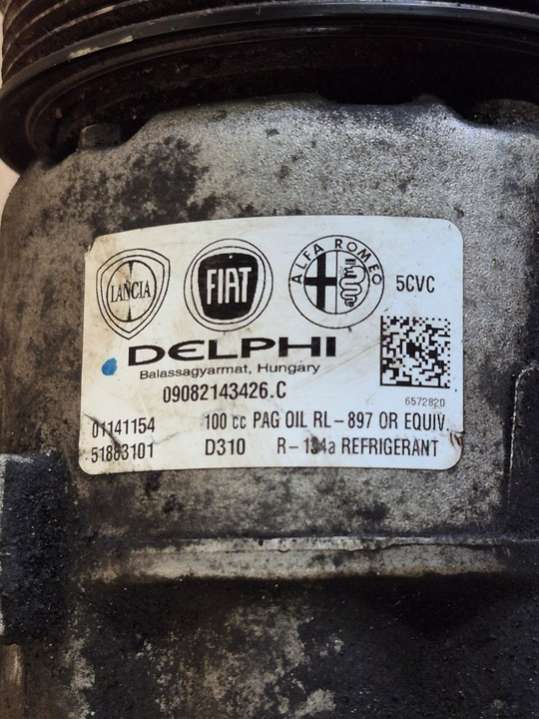 LANCIA
FIAT
ALFA ROMEO
5CVC
DELPHI
Balassagyarmat, Hungary
09082143426.C
6572820
01141154 100 cc PAG OIL RL-897 OR EQUIV.
51883101 D310 R-134a REFRIGERANT